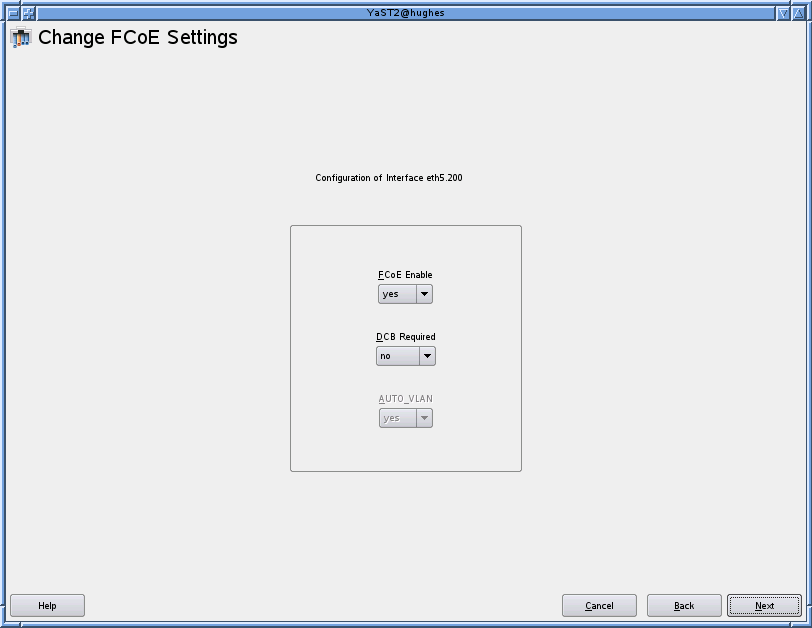 YaST2@hughes
Change FCoE Settings
Configuration of Interface eth5.200
FCoE Enable
yes
DCB Required
no
AUTO_VLAN
yes
Help
Cancel
Back
Next